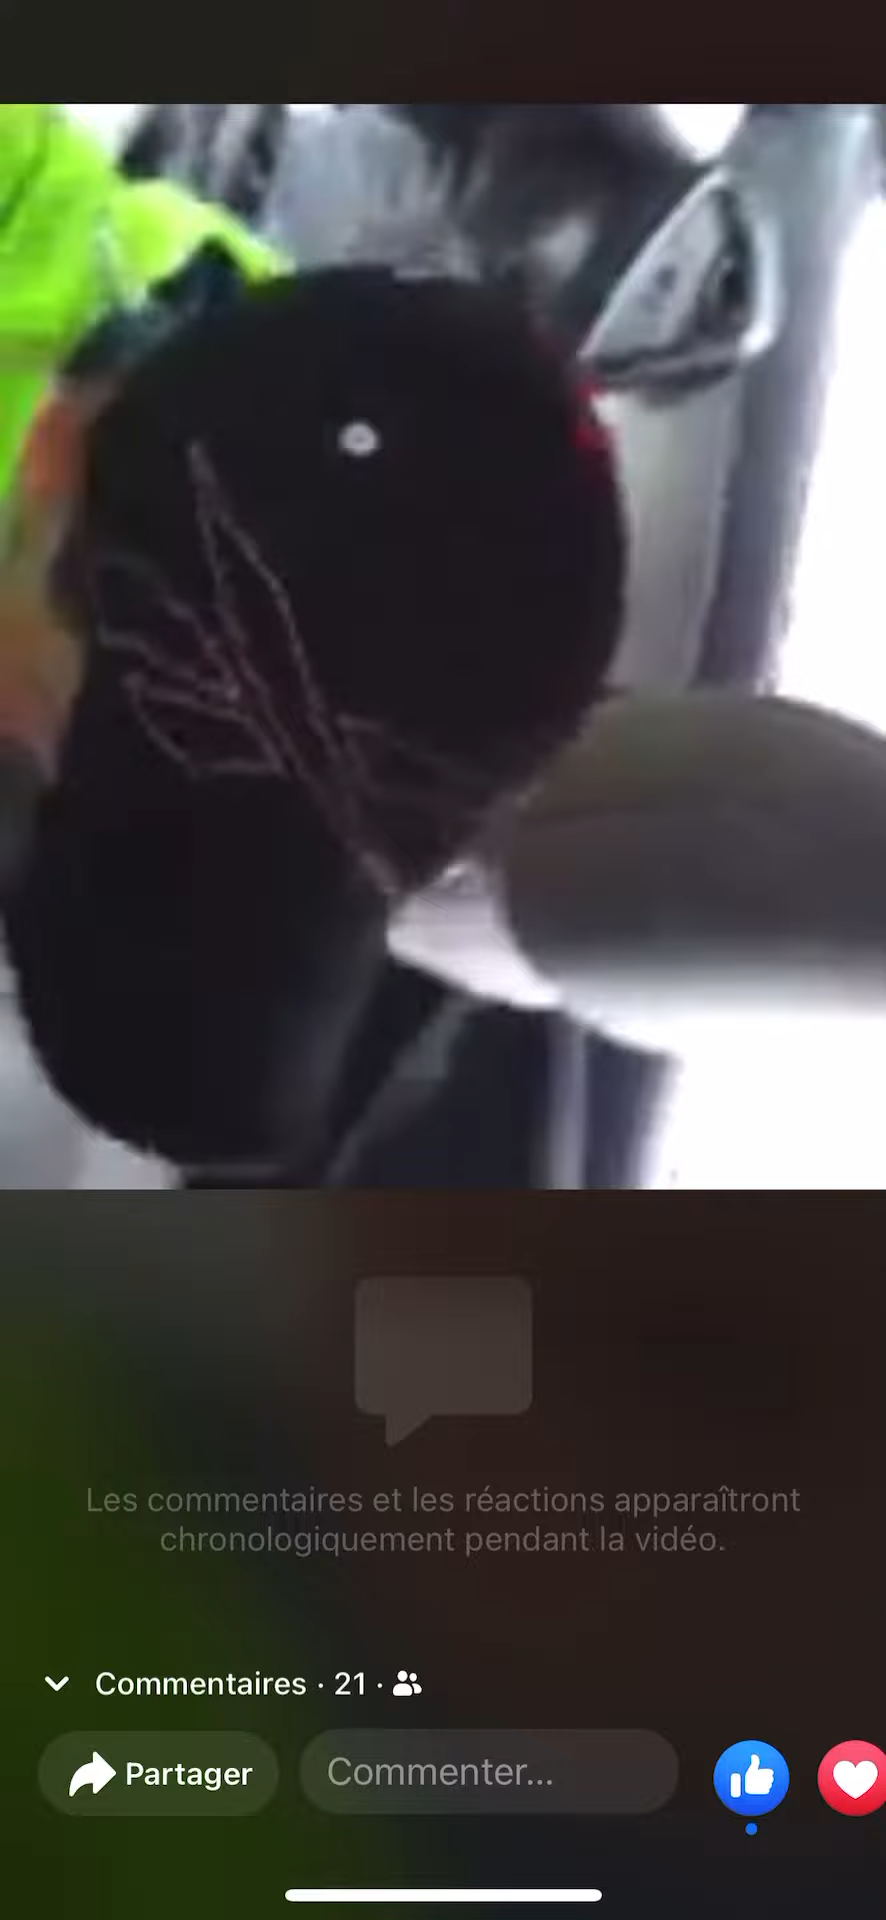 Les commentaires et les réactions apparaîtront
chronologiquement pendant la vidéo.
Commentaires · 21 ·
Partager
Commenter...